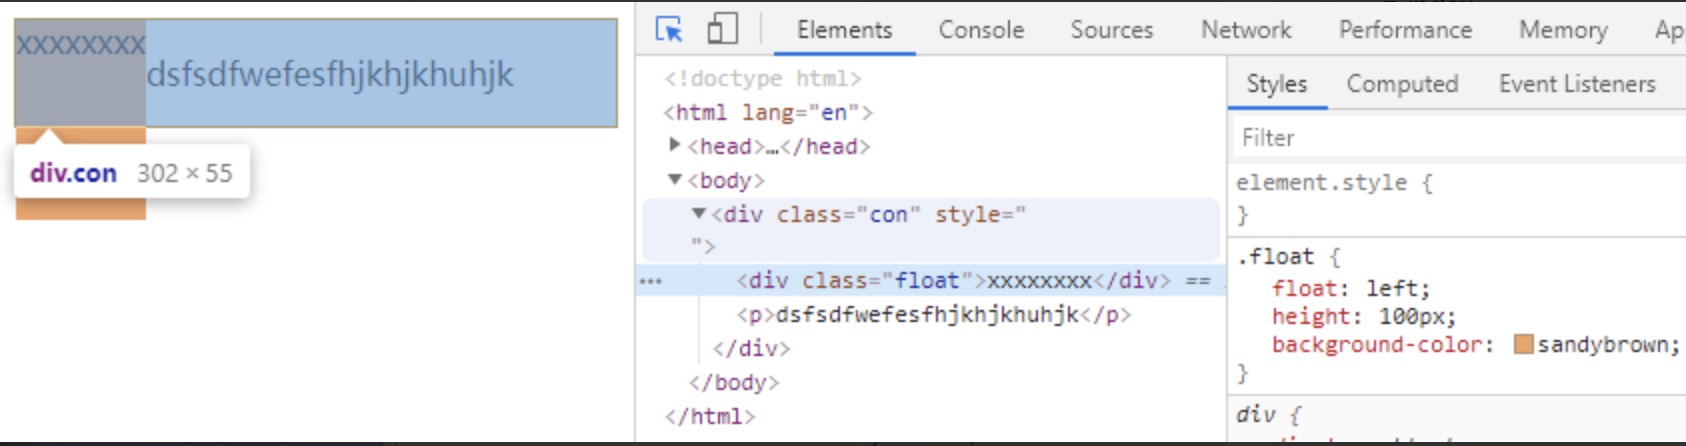 xxxxxxxx
dsfsdfwefesfhjkhjkhuhjk
div.con 302 × 55
Elements Console Sources Network Performance Memory Ap
<!doctype html>
<html lang="en">
▶<head>…</head>
▼<body>
▼<div class="con" style="
">
··· <div class="float">xxxxxxxx</div> ==
<p>dsfsdfwefesfhjkhjkhuhjk</p>
</div>
</body>
</html>
Styles Computed Event Listeners
Filter
element.style {
}
.float {
float: left;
height: 100px;
background-color: sandybrown;
}
div {